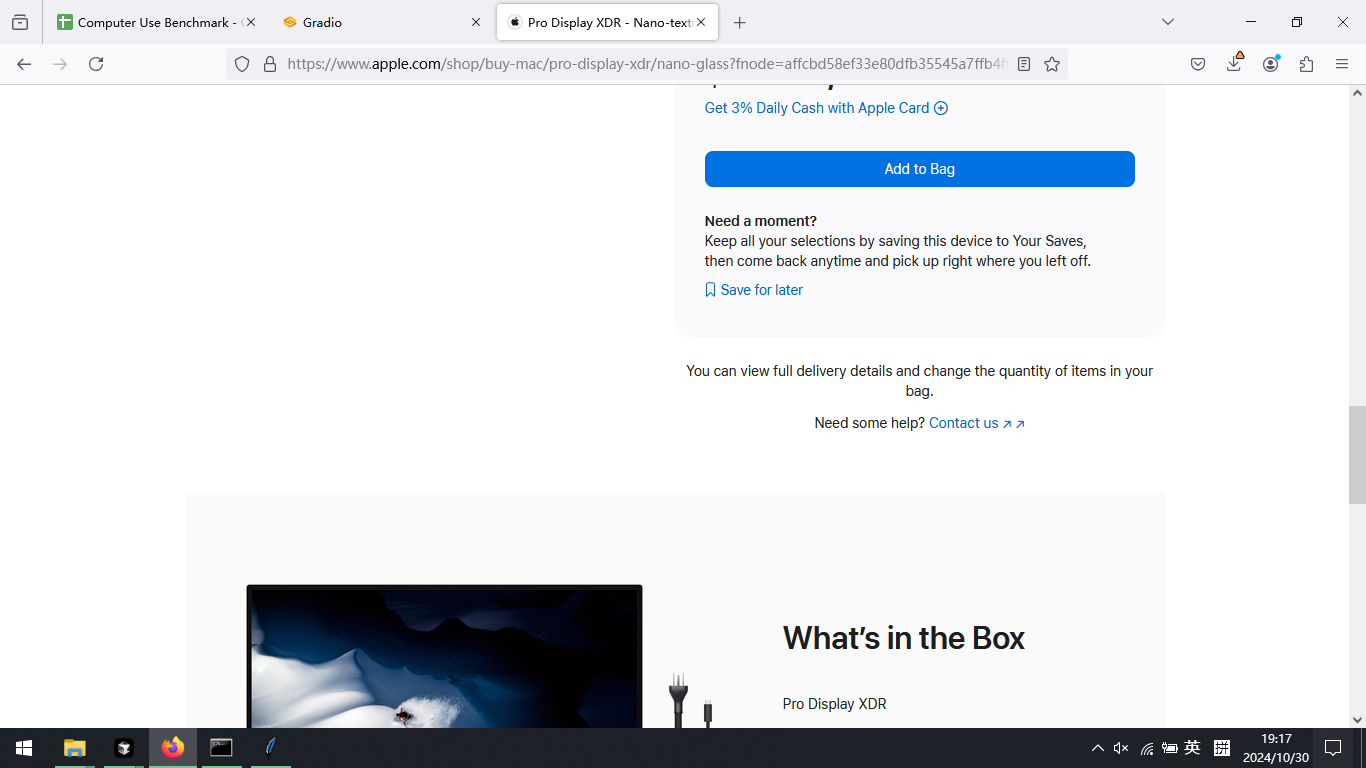 Computer Use Benchmark -
Gradio
Pro Display XDR - Nano-text
https://www.apple.com/shop/buy-mac/pro-display-xdr/nano-glass?fnode=affcbd58ef33e80dfb35545a7ffb4f
Get 3% Daily Cash with Apple Card
Add to Bag
Need a moment?
Keep all your selections by saving this device to Your Saves,
then come back anytime and pick up right where you left off.
Save for later
You can view full delivery details and change the quantity of items in your
bag.
Need some help? Contact us
What's in the Box
Pro Display XDR
英
拼
19:17
2024/10/30